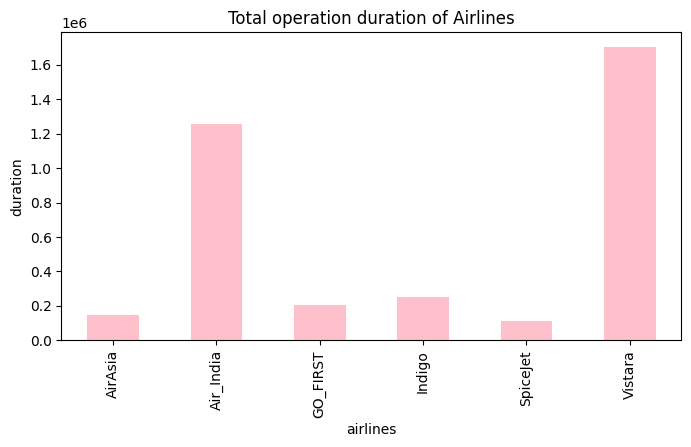 Total operation duration of Airlines
1e6
1.6
1.4
1.2
1.0
0.8
0.6
0.4
0.2
0.0
duration
AirAsia
Air_India
GO_FIRST
Indigo
SpiceJet
Vistara
airlines